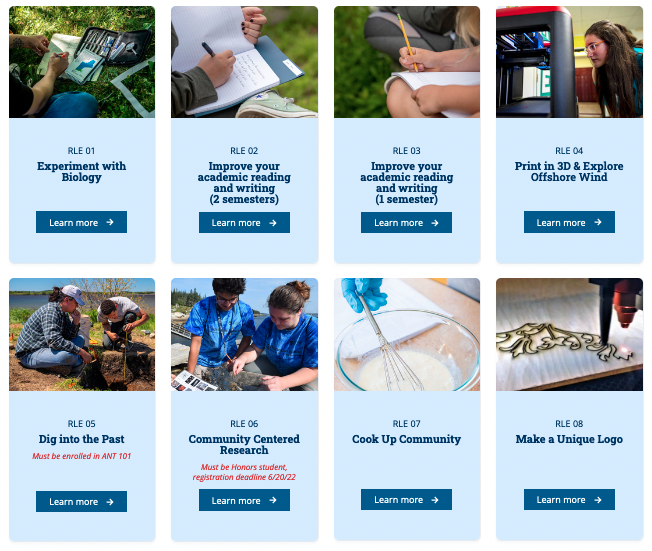 RLE 01
Experiment with
Biology
Learn more →
RLE 02
Improve your
academic reading
and writing
(2 semesters)
Learn more →
RLE 03
Improve your
academic reading
and writing
(1 semester)
Learn more →
RLE 04
Print in 3D & Explore
Offshore Wind
Learn more →
RLE 05
Dig into the Past
Must be enrolled in ANT 101
Learn more →
RLE 06
Community Centered
Research
Must be Honors student,
registration deadline 6/20/22
Learn more →
RLE 07
Cook Up Community
Learn more →
RLE 08
Make a Unique Logo
Learn more →